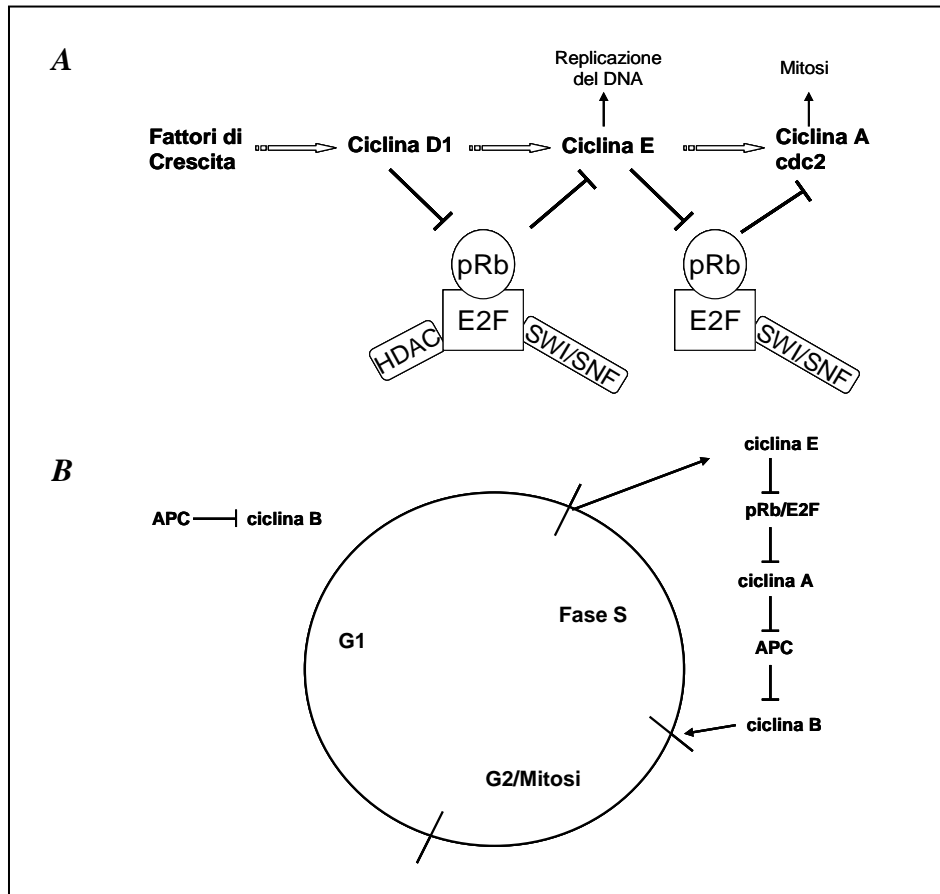 A
Replicazione
del DNA
Mitosi
Fattori di
Crescita
Ciclina D1
Ciclina E
Ciclina A
cdc2
pRb
E2F
HDAC
SWI/SNF
pRb
E2F
SWI/SNF
B
APC
ciclina B
G1
Fase S
G2/Mitosi
ciclina E
pRb/E2F
ciclina A
APC
ciclina B